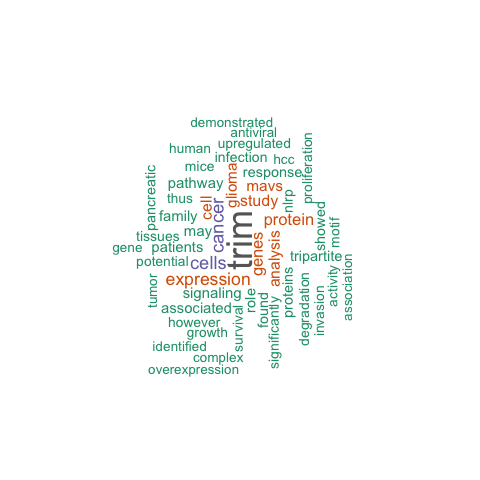 demonstrated
antiviral
upregulated
human
infection
hcc
mice
response
proliferation
glioma
pathway
mavs
pancreatic
thus
cell
study
nlrp
cancer
family
trim
protein
showed
motif
may
tissues
gene
patients
genes
analysis
tripartite
potential
cells
expression
proteins
activity
association
tumor
signaling
role
found
degradation
invasion
associated
survival
significantly
however
growth
identified
complex
overexpression